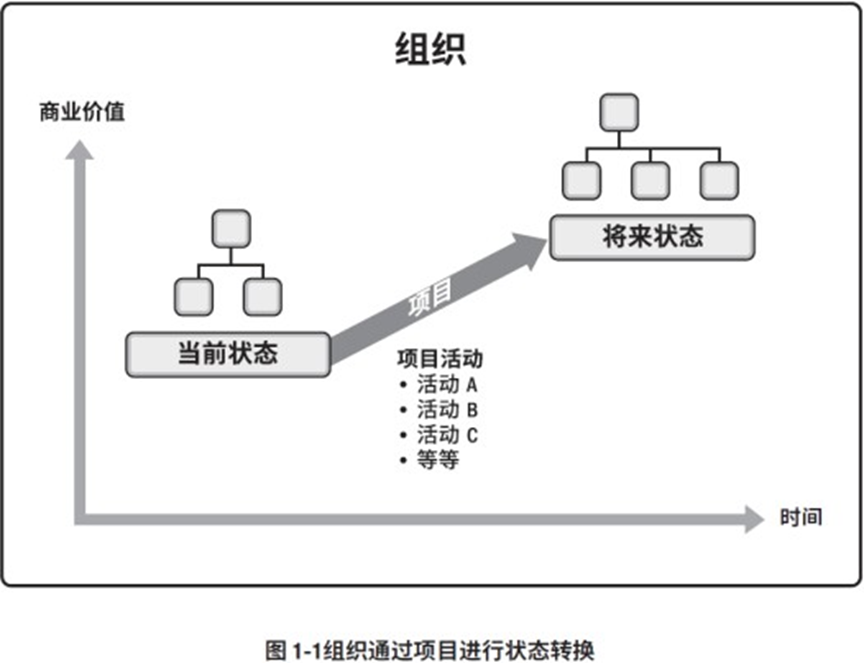 组织
商业价值
将来状态
项目
当前状态
项目活动
• 活动 A
• 活动 B
• 活动 C
• 等等
时间
图 1-1组织通过项目进行状态转换